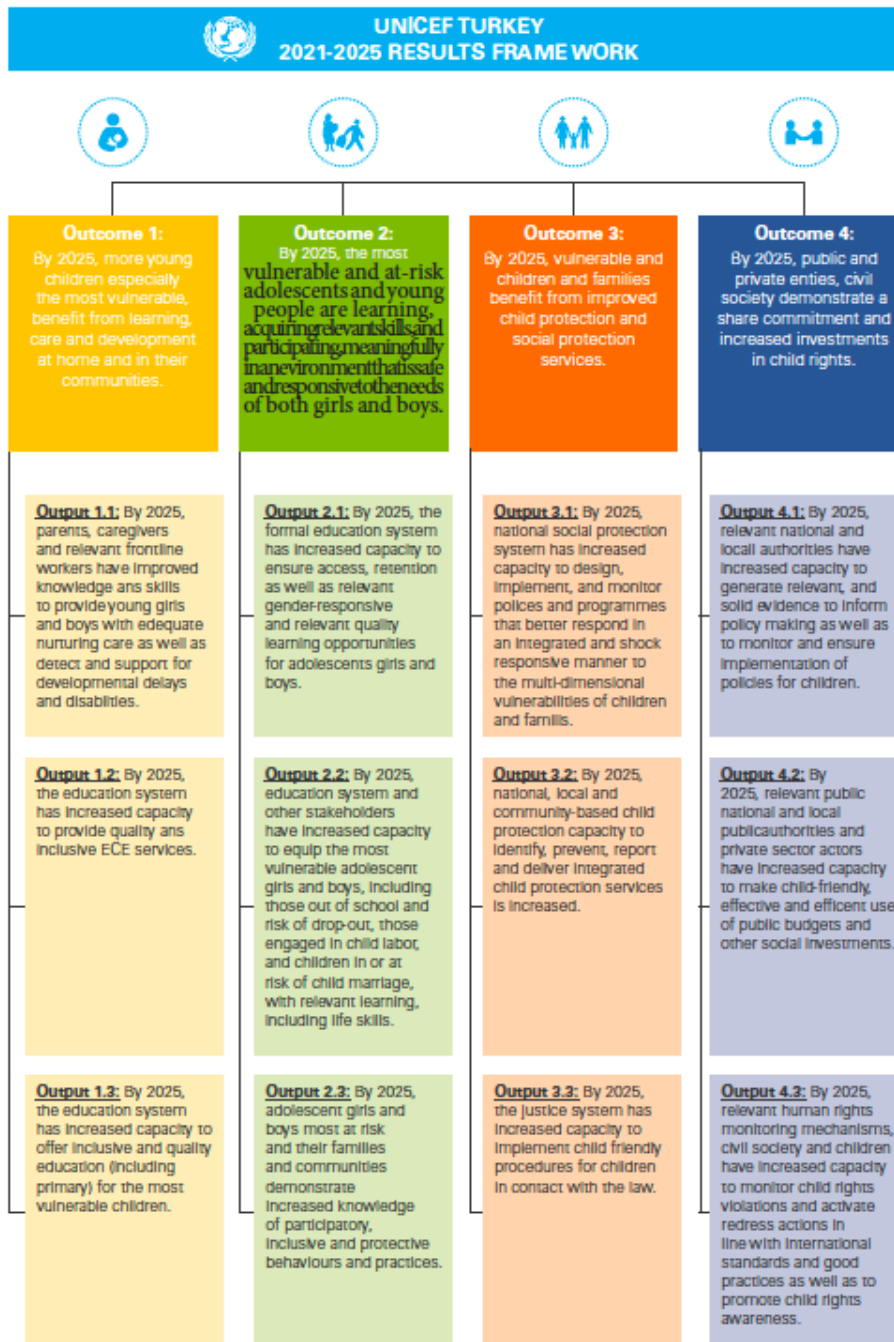 UNICEF TURKEY
2021-2025 RESULTS FRAMEWORK
Outcome 1:
By 2025, more young
children especially
the most vulnerable,
benefit from learning,
care and development
at home and in their
communities.
Outcome 2:
By 2025, the most
vulnerable and at-risk
adolescents and young
people are learning,
acquiring relevant skills, and
participating, meaningfully
in an evironment that is safe
and responsive to the needs
of both girls and boys.
Outcome 3:
By 2025, vulnerable and
children and families
benefit from improved
child protection and
social protection
services.
Outcome 4:
By 2025, public and
private enties, civil
society demonstrate a
share commitment and
increased investments
in child rights.
Output 1.1: By 2025,
parents, caregivers
and relevant frontline
workers have improved
knowledge ans skills
to provide young girls
and boys with edequate
nurturing care as well as
detect and support for
developmental delays
and disablities.
Output 2.1: By 2025, the
formal education system
has increased capacity to
ensure access, retention
as well as relevant
gender-responsive
and relevant quality
learning opportunities
for adolescents girls and
boys.
Output 3.1: By 2025,
national social protection
system has increased
capacity to design,
implement, and monitor
polices and programmes
that better respond in
an integrated and shock
responsive manner to
the multi-dimensional
vulnerabilities of children
and familis.
Output 4.1: By 2025,
relevant national and
locall authorities have
increased capacity to
generate relevant, and
solid evidence to inform
policy making as well as
to monitor and ensure
implementation of
policies for children.
Output 1.2: By 2025,
the education system
has increased capacity
to provide quality ans
inclusive ECE services.
Output 2.2: By 2025,
education system and
other stakeholders
have increased capacity
to equip the most
vulnerable adolescent
girls and boys, including
those out of school and
risk of drop-out, those
engaged in child labor,
and children in or at
risk of child marriage,
with relevant learning,
including life skills.
Output 3.2: By 2025,
national, local and
community-based child
protection capacity to
identify, prevent, report
and deliver integrated
child protection services
is increased.
Output 4.2: By
2025, relevant public
national and local
publicauthorities and
private sector actors
have increased capacity
to make child-friendly,
effective and efficent use
of public budgets and
other social investments.
Output 1.3: By 2025,
the education system
has increased capacity to
offer inclusive and quality
education (including
primary) for the most
vulnerable children.
Output 2.3: By 2025,
adolescent girls and
boys most at risk
and their families
and communities
demonstrate
increased knowledge
of participatory,
inclusive and protective
behaviours and practices.
Output 3.3: By 2025,
the justice system has
increased capacity to
implement child friendly
procedures for children
in contact with the law.
Output 4.3: By 2025,
relevant human rights
monitoring mechanisms,
civil society and children
have increased capacity
to monitor child rights
violations and activate
redress actions in
line with international
standards and good
practices as well as to
promote child rights
awareness.